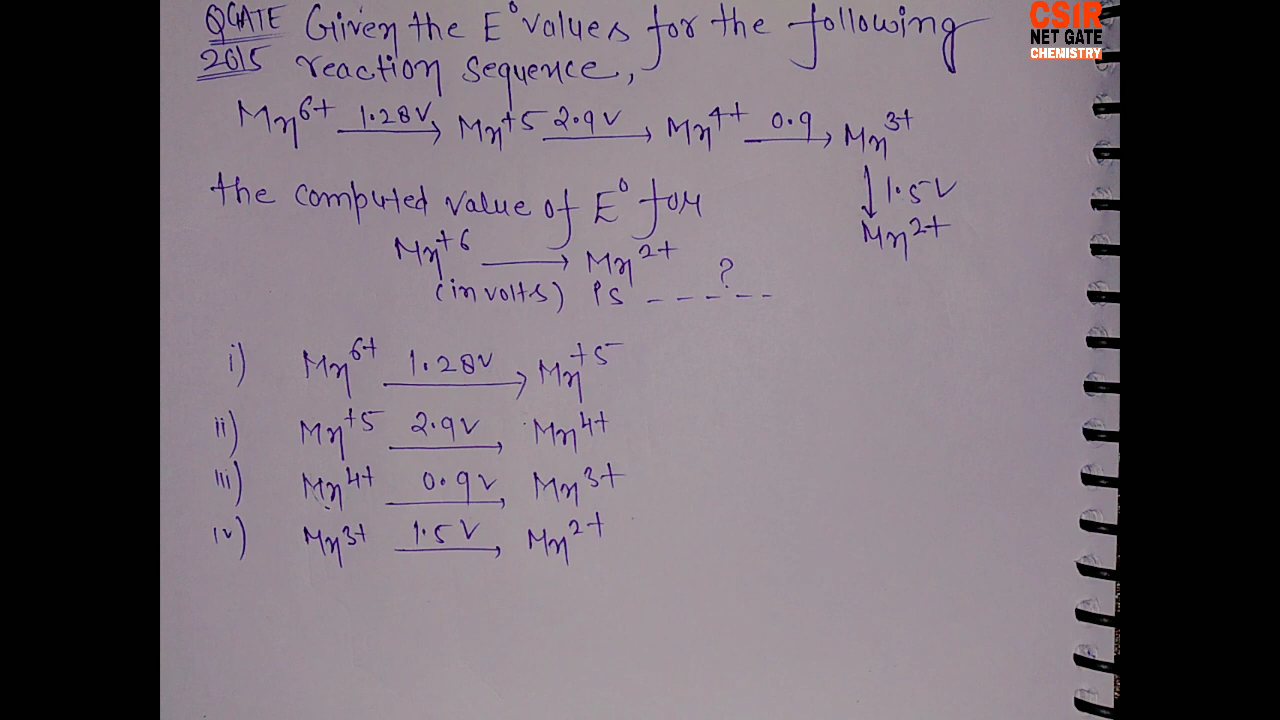 QGATE Given the E° values for the following
2015 reaction sequence,
CSIR
NET GATE
CHEMISTRY
Mn6+ 1.28V→ Mn+5 2.9V→ Mn4+ 0.9→ Mn3+
↓ 1.5V
Mn2+
the computed value of E° for
Mn+6 → Mn2+
(in volts) is -----?
i) Mn6+ 1.28V→ Mn+5
ii) Mn+5 2.9V→ Mn4+
iii) Mn4+ 0.9V→ Mn3+
iv) Mn3+ 1.5V→ Mn2+